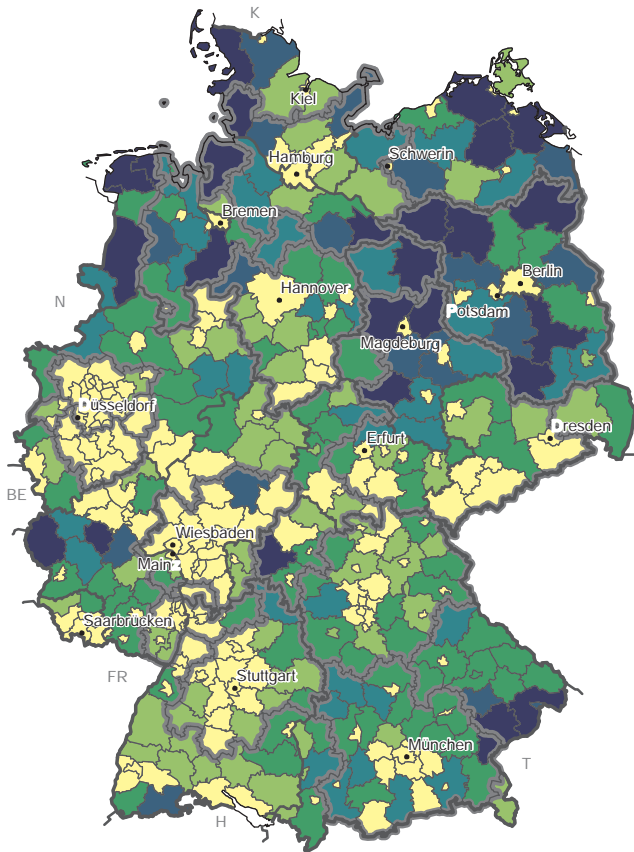 K
Kiel
Hamburg
Schwerin
Bremen
Berlin
N
Hannover
Potsdam
Magdeburg
Düsseldorf
Dresden
Erfurt
BE
Wiesbaden
Mainz
Saarbrücken
FR
Stuttgart
München
T
H